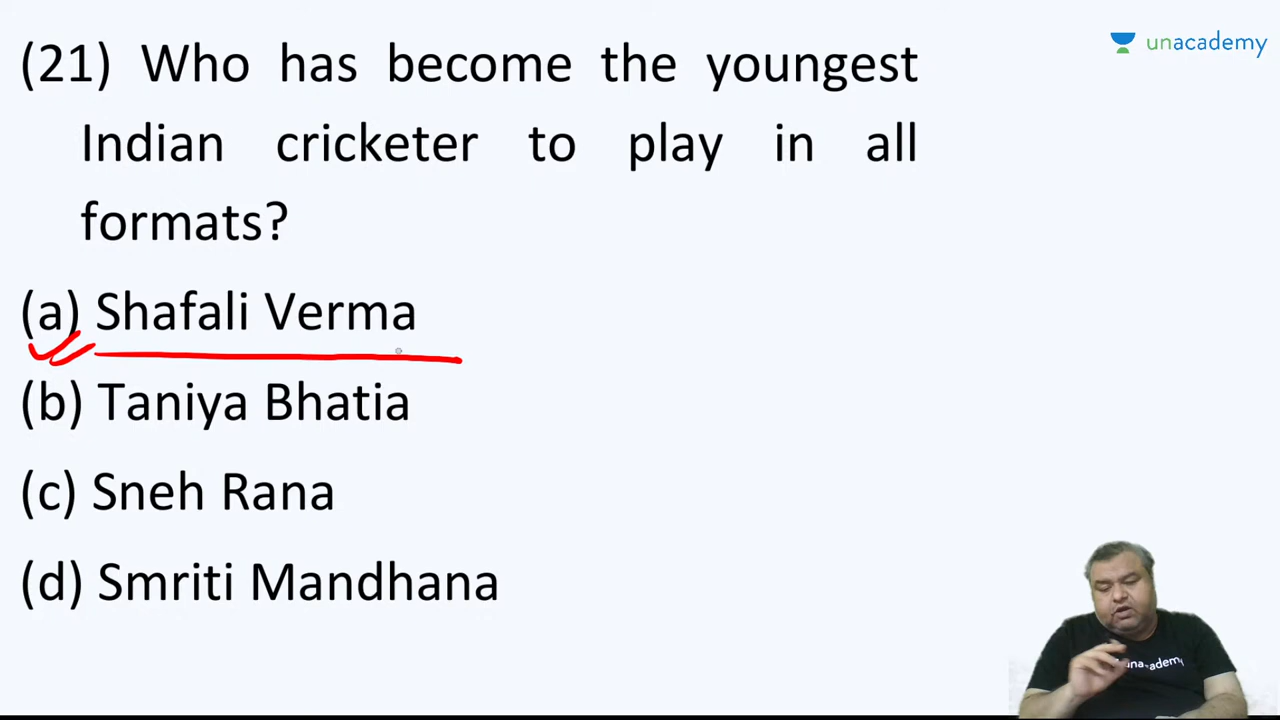 (21) Who has become the youngest
Indian cricketer to play in all
formats?
(a) Shafali Verma
(b) Taniya Bhatia
(c) Sneh Rana
(d) Smriti Mandhana
unacademy
unacademy